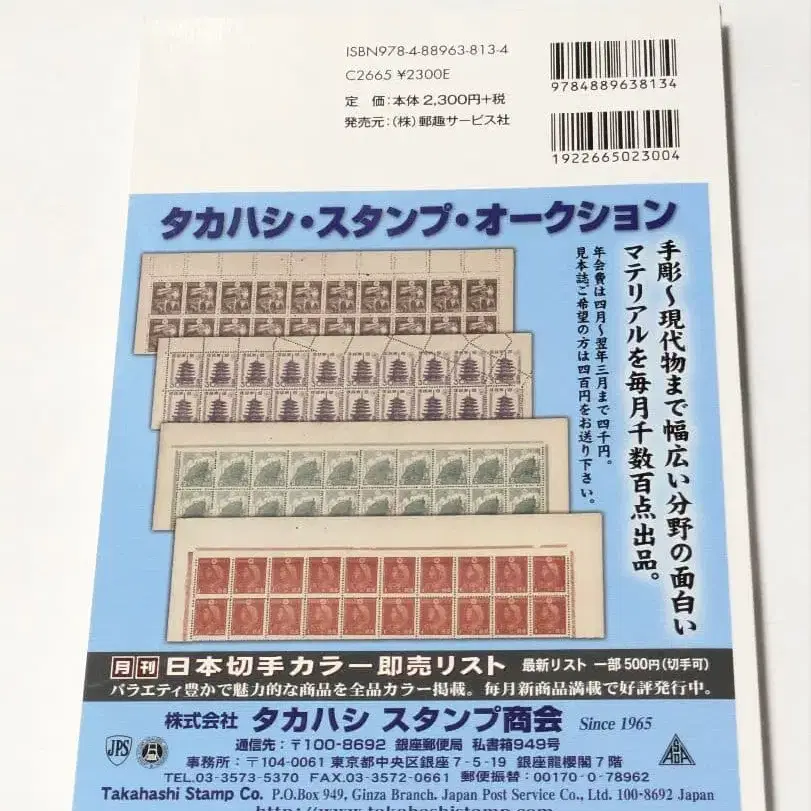 ISBN978-4-88963-813-4
C2665 ¥2300E
定 価:本体 2,300円+税
発売元:(株)郵趣サービス社
9784889638134
1922665023004
タカハシ・スタンプ・オークション
手彫〜現代物まで幅広い分野の面白い
マテリアルを毎月千数百点出品。
年会費は四月〜翌年三月まで四千円。
見本誌ご希望の方は四百円をお送り下さい。
月刊 日本切手カラー即売リスト 最新リスト 一部500円(切手可)
バラエティ豊かで魅力的な商品を全品カラー掲載。毎月新商品満載で好評発行中。
株式会社 タカハシ スタンプ商会 Since 1965
JPS
通信先:〒100-8692 銀座郵便局 私書箱949号
事務所:〒104-0061 東京都中央区銀座7-5-19 銀座龍櫻閣7階
TEL.03-3573-5370 FAX.03-3572-0661 郵便振替:00170-0-78962
Takahashi Stamp Co. P.O.Box 949, Ginza Branch, Japan Post Service Co., Ltd. 100-8692 Japan
http://www.takahashistamp.com